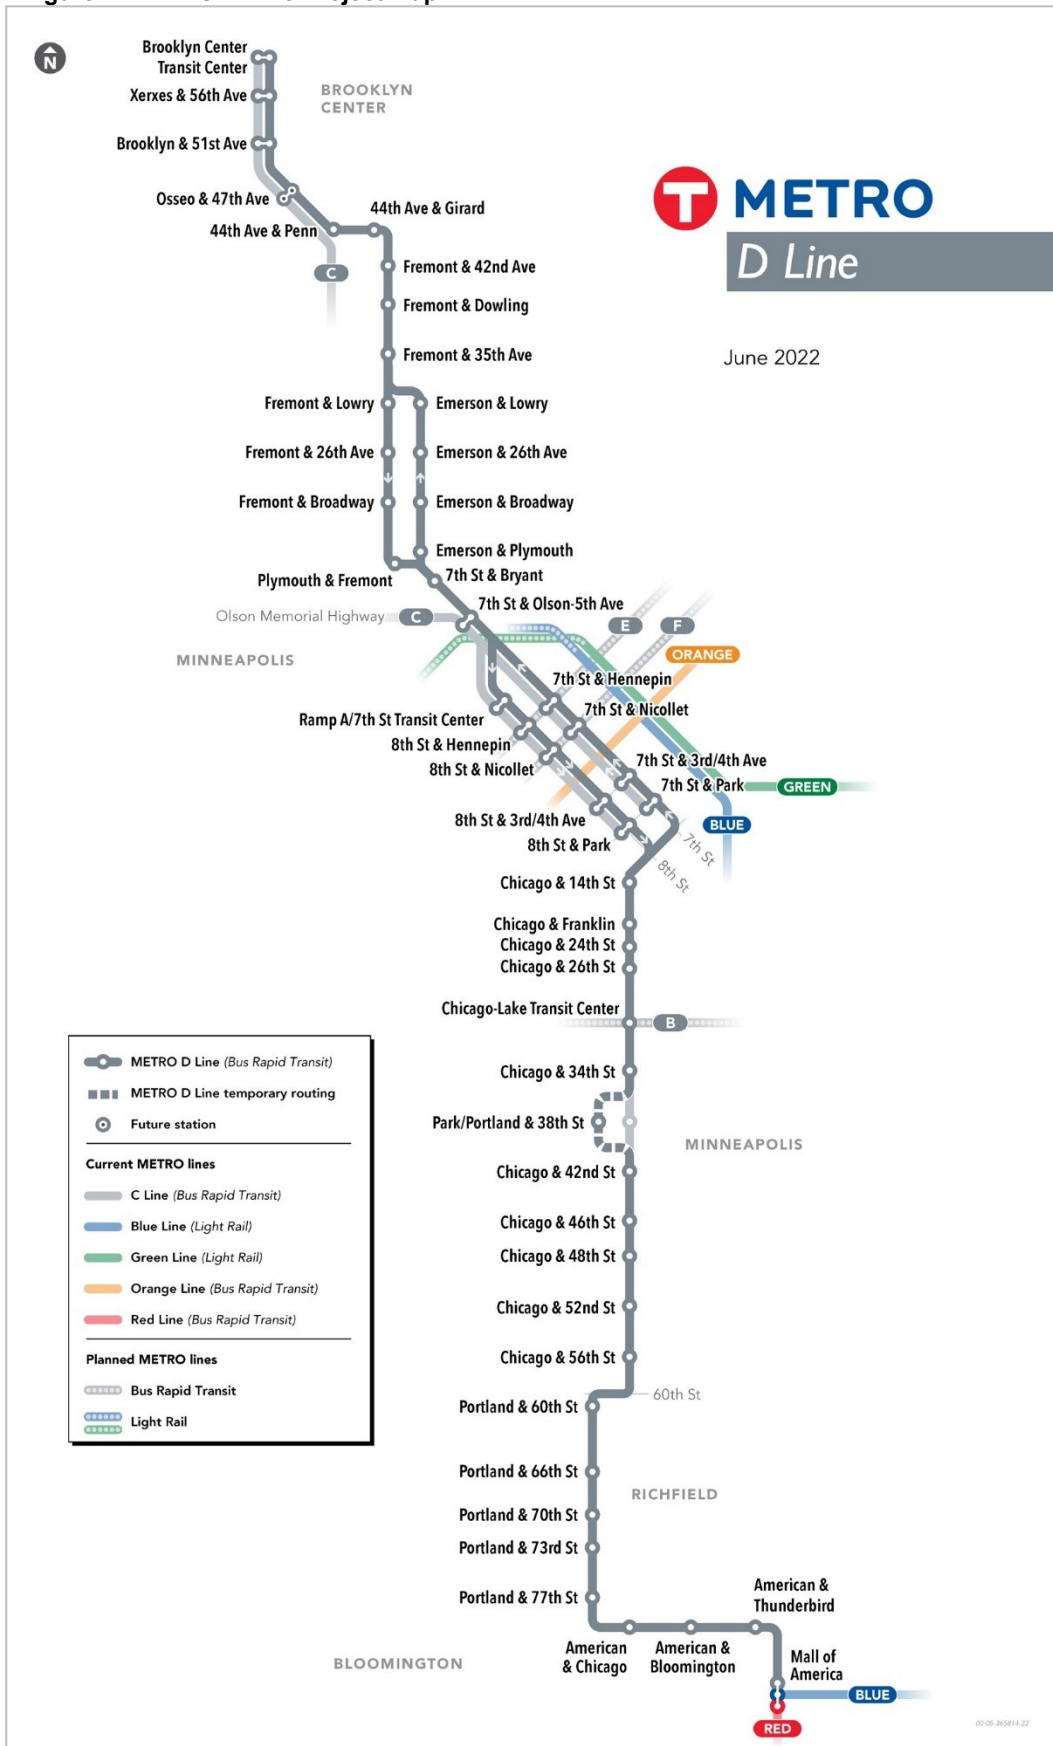 N
Brooklyn Center
Transit Center
Xerxes & 56th Ave
BROOKLYN
CENTER
Brooklyn & 51st Ave
Osseo & 47th Ave
44th Ave & Penn
44th Ave & Girard
C
T METRO
D Line
June 2022
Fremont & 42nd Ave
Fremont & Dowling
Fremont & 35th Ave
Fremont & Lowry
Emerson & Lowry
Fremont & 26th Ave
Emerson & 26th Ave
Fremont & Broadway
Emerson & Broadway
Emerson & Plymouth
Plymouth & Fremont
7th St & Bryant
7th St & Olson-5th Ave
Olson Memorial Highway
C
E
F
MINNEAPOLIS
ORANGE
7th St & Hennepin
7th St & Nicollet
Ramp A/7th St Transit Center
8th St & Hennepin
8th St & Nicollet
7th St & 3rd/4th Ave
7th St & Park
GREEN
8th St & 3rd/4th Ave
BLUE
8th St & Park
7th St
8th St
Chicago & 14th St
Chicago & Franklin
Chicago & 24th St
Chicago & 26th St
Chicago-Lake Transit Center
B
Chicago & 34th St
Park/Portland & 38th St
MINNEAPOLIS
Chicago & 42nd St
Chicago & 46th St
Chicago & 48th St
Chicago & 52nd St
Chicago & 56th St
60th St
Portland & 60th St
Portland & 66th St
RICHFIELD
Portland & 70th St
Portland & 73rd St
Portland & 77th St
American &
Thunderbird
American
& Chicago
American &
Bloomington
Mall of
America
BLOOMINGTON
BLUE
RED
METRO D Line (Bus Rapid Transit)
METRO D Line temporary routing
Future station
Current METRO lines
C Line (Bus Rapid Transit)
Blue Line (Light Rail)
Green Line (Light Rail)
Orange Line (Bus Rapid Transit)
Red Line (Bus Rapid Transit)
Planned METRO lines
Bus Rapid Transit
Light Rail
00-05-365814-22